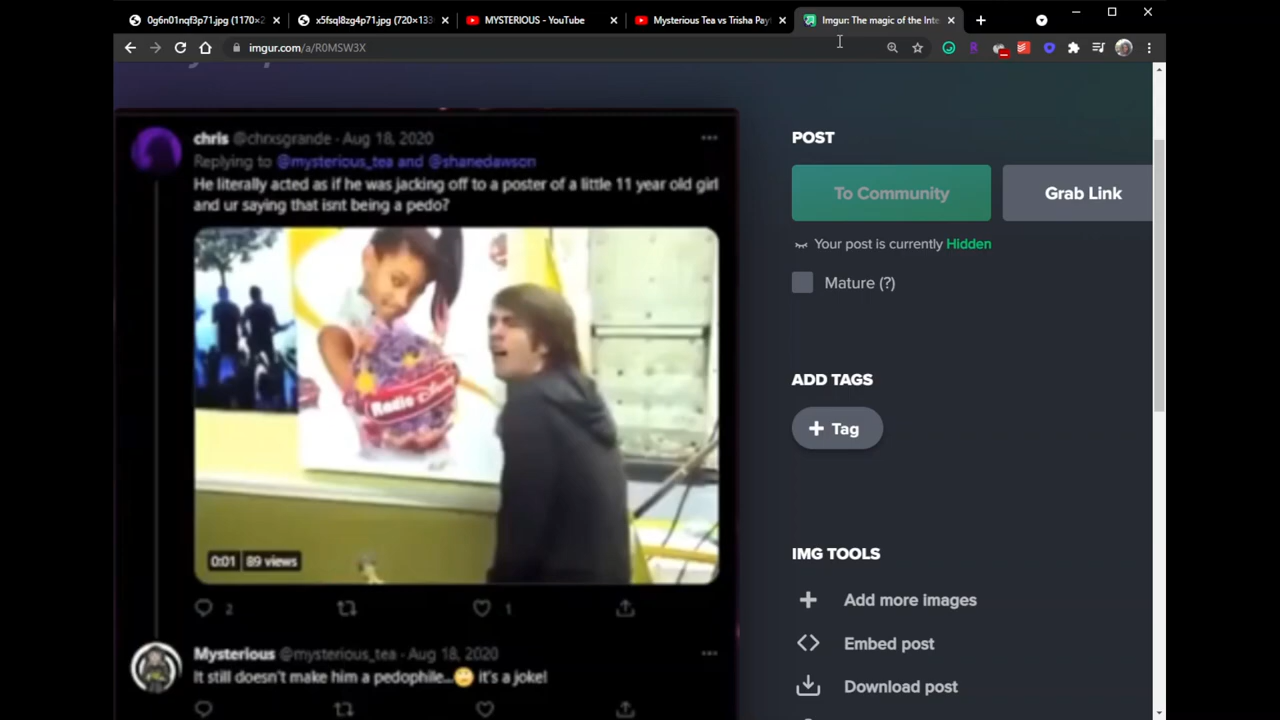 0g6n01nqf3p71.jpg (1170×2
x5fsql8zg4p71.jpg (720×133
MYSTERIOUS - YouTube
Mysterious Tea vs Trisha Pay
Imgur: The magic of the Inte
imgur.com/a/R0MSW3X
chris @chrxsgrande - Aug 18, 2020
Replying to @mysterious_tea and @shanedawson
He literally acted as if he was jacking off to a poster of a little 11 year old girl
and ur saying that isnt being a pedo?
Radio Disney
0:01 89 views
2
1
Mysterious @mysterious_tea - Aug 18, 2020
It still doesn't make him a pedophile...🙄 it's a joke!
POST
To Community
Grab Link
Your post is currently Hidden
Mature (?)
ADD TAGS
+ Tag
IMG TOOLS
Add more images
Embed post
Download post